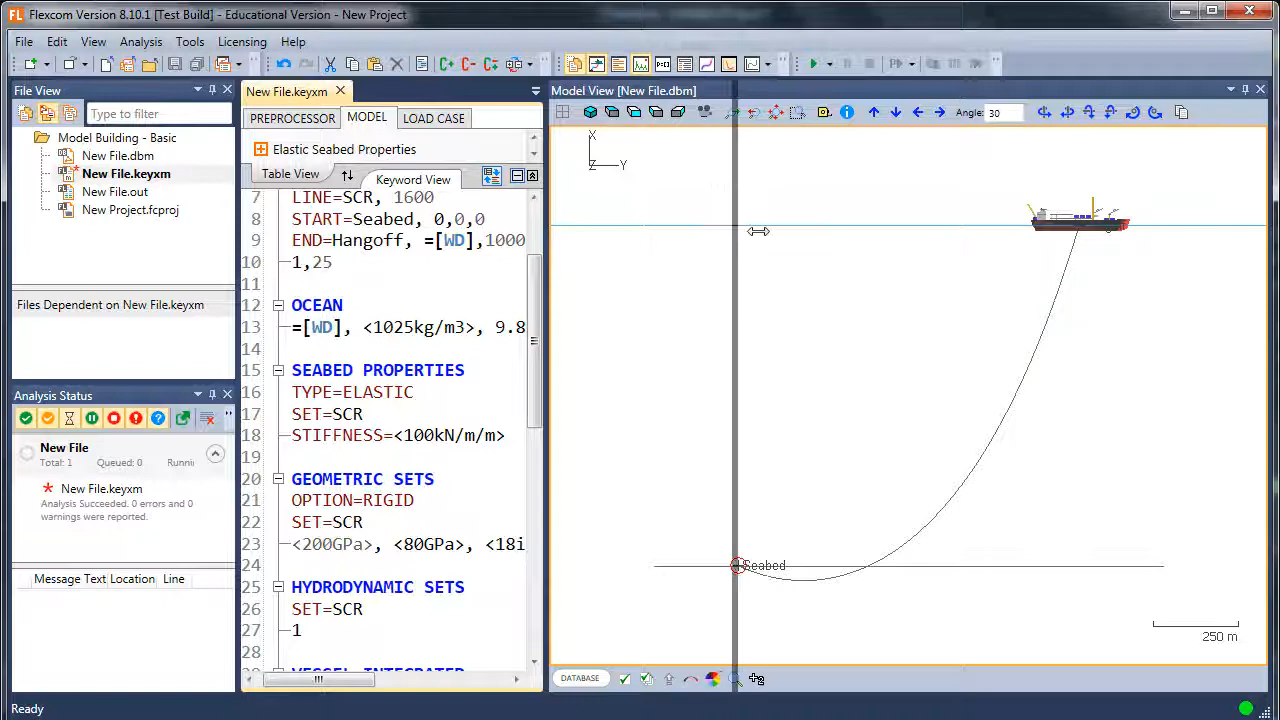 Flexcom Version 8.10.1 [Test Build] - Educational Version - New Project
File Edit View Analysis Tools Licensing Help
File View
Type to filter
Model Building - Basic
New File.dbm
New File.keyxm
New File.out
New Project.fcproj
Files Dependent on New File.keyxm
Analysis Status
New File
Total: 1 Queued: 0 Runni
New File.keyxm
Analysis Succeeded. 0 errors and 0
warnings were reported.
Message Text Location Line
New File.keyxm
PREPROCESSOR MODEL LOAD CASE
Elastic Seabed Properties
Table View Keyword View
7 LINE=SCR, 1600
8 START=Seabed, 0,0,0
9 END=Hangoff, =[WD],1000
10 1,25
11
12 OCEAN
13 =[WD], <1025kg/m3>, 9.8
14
15 SEABED PROPERTIES
16 TYPE=ELASTIC
17 SET=SCR
18 STIFFNESS=<100kN/m/m>
19
20 GEOMETRIC SETS
21 OPTION=RIGID
22 SET=SCR
23 <200GPa>, <80GPa>, <18i
24
25 HYDRODYNAMIC SETS
26 SET=SCR
27 1
28
VESSEL INTEGRATED
Model View [New File.dbm]
Angle: 30
X
Z Y
Seabed
250 m
DATABASE
Ready